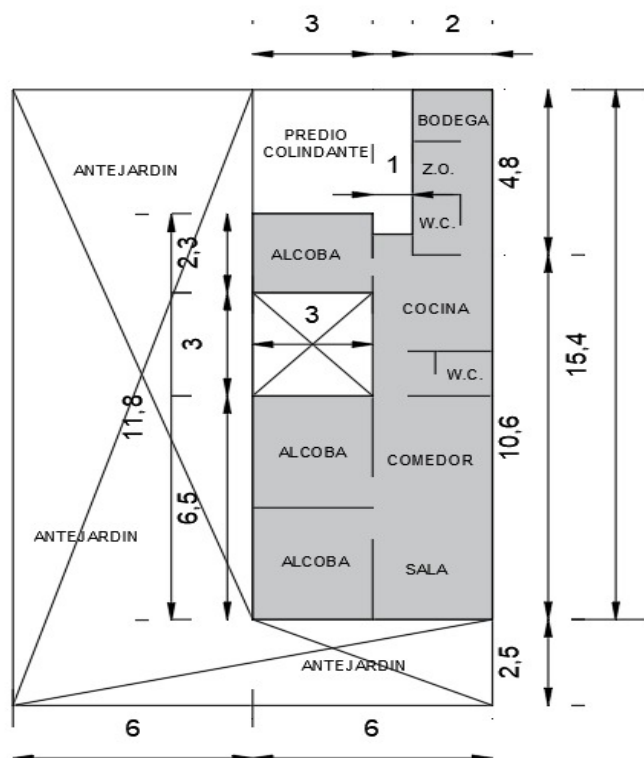 3
2
BODEGA
PREDIO
COLINDANTE
1
Z.O.
4,8
ANTEJARDIN
W.C.
2,3
ALCOBA
3
COCINA
3
15,4
W.C.
11,8
10,6
ALCOBA
COMEDOR
6,5
ANTEJARDIN
ALCOBA
SALA
ANTEJARDIN
2,5
6
6